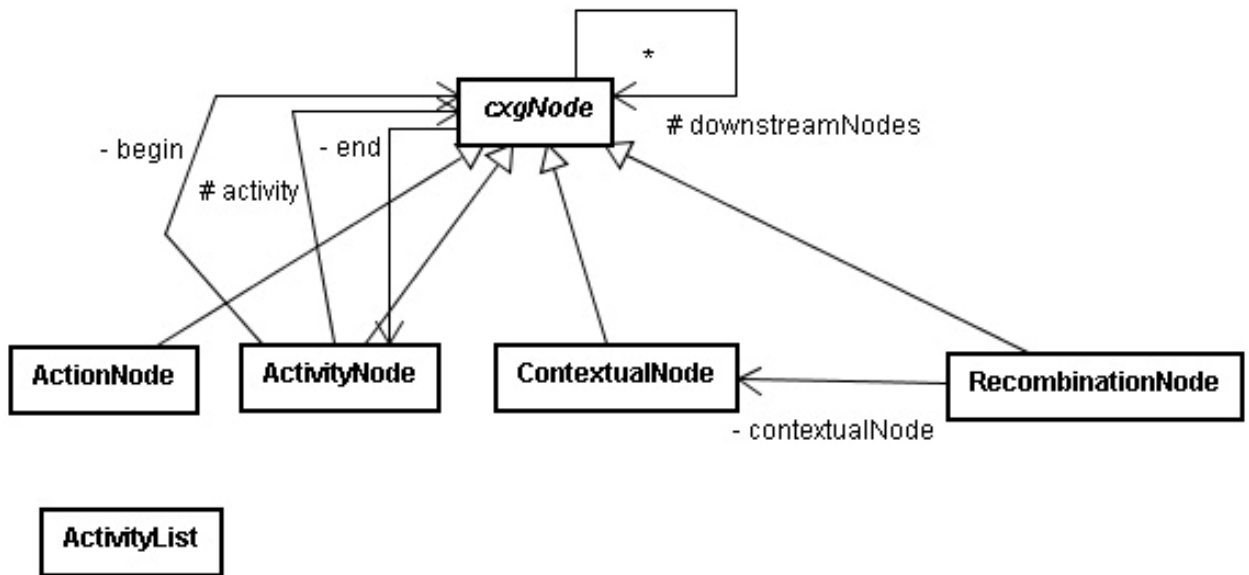 *
cxgNode
# downstreamNodes
- begin
- end
# activity
ActionNode
ActivityNode
ContextualNode
RecombinationNode
- contextualNode
ActivityList